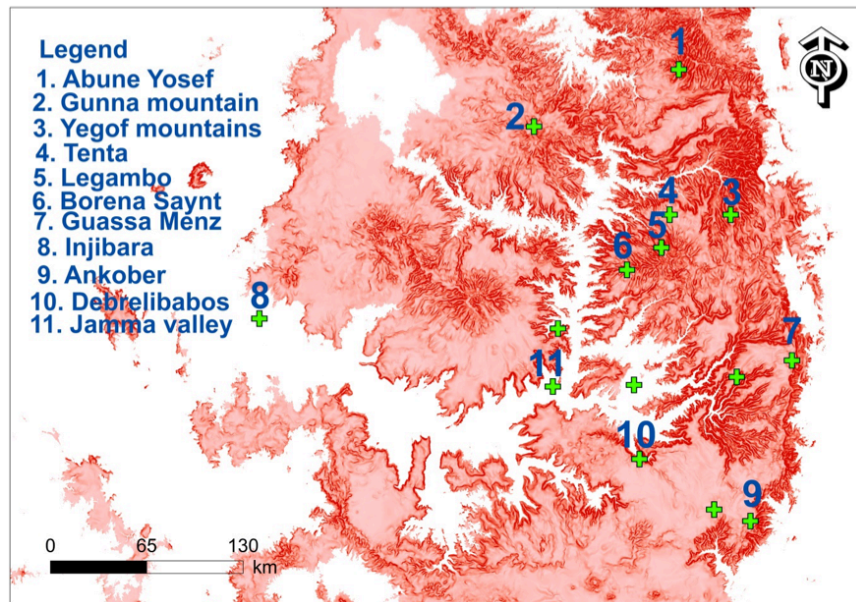 Legend
1. Abune Yosef
2. Gunna mountain
3. Yegof mountains
4. Tenta
5. Legambo
6. Borena Saynt
7. Guassa Menz
8. Injibara
9. Ankober
10. Debrelibabos
11. Jamma valley
1
N
2
4
3
5
6
8
7
11
10
9
0 65 130
km